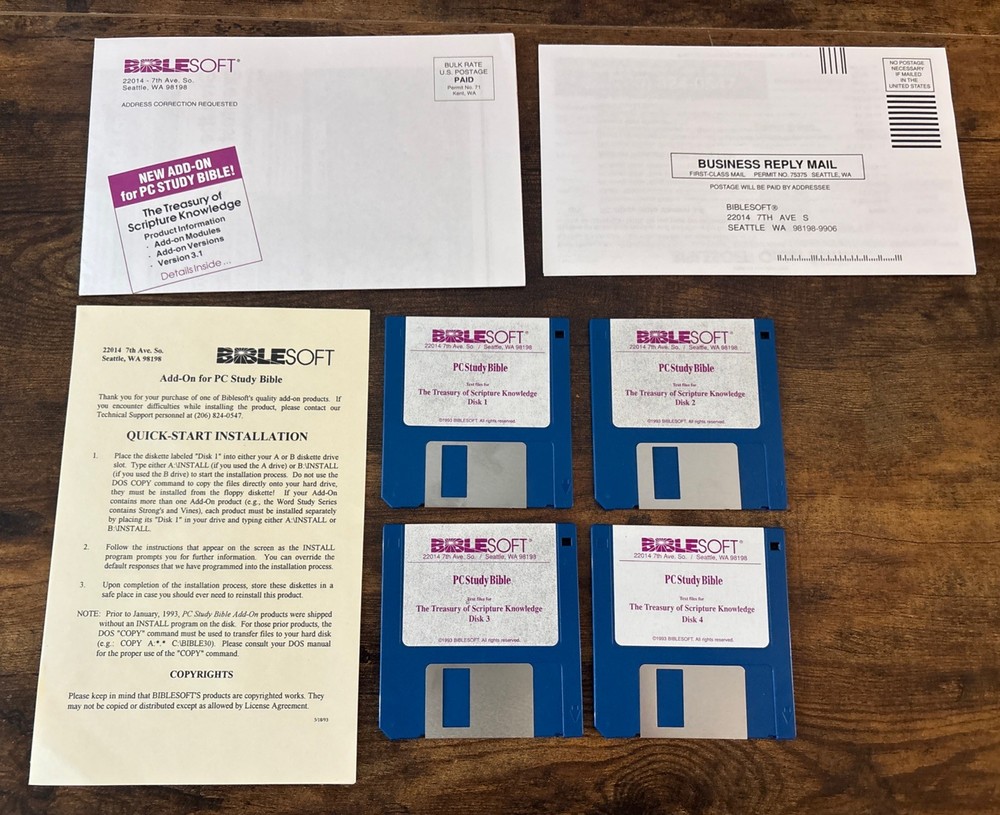 BIBLESOFT®
22014 - 7th Ave. So.
Seattle, WA 98198
ADDRESS CORRECTION REQUESTED
BULK RATE
U.S. POSTAGE
PAID
Permit No. 71
Kent, WA
NEW ADD-ON
for PC STUDY BIBLE!
The Treasury of
Scripture Knowledge
Product Information
· Add-on Modules
· Add-on Versions
· Version 3.1
Details Inside ...
NO POSTAGE
NECESSARY
IF MAILED
IN THE
UNITED STATES
BUSINESS REPLY MAIL
FIRST-CLASS MAIL PERMIT NO. 75375 SEATTLE, WA
POSTAGE WILL BE PAID BY ADDRESSEE
BIBLESOFT®
22014 7TH AVE S
SEATTLE WA 98198-9906
22014 7th Ave. So.
Seattle, WA 98198
BIBLESOFT
Add-On for PC Study Bible
Thank you for your purchase of one of Biblesoft's quality add-on products. If
you encounter difficulties while installing the product, please contact our
Technical Support personnel at (206) 824-0547.
QUICK-START INSTALLATION
1. Place the diskette labeled "Disk 1" into either your A or B diskette drive
slot. Type either A:\INSTALL (if you used the A drive) or B:\INSTALL
(if you used the B drive) to start the installation process. Do not use the
DOS COPY command to copy the files directly onto your hard drive,
they must be installed from the floppy diskette! If your Add-On
contains more than one Add-On product (e.g., the Word Study Series
contains Strong's and Vines), each product must be installed separately
by placing its "Disk 1" in your drive and typing either A:\INSTALL or
B:\INSTALL.
2. Follow the instructions that appear on the screen as the INSTALL
program prompts you for further information. You can override the
default responses that we have programmed into the installation process.
3. Upon completion of the installation process, store these diskettes in a
safe place in case you should ever need to reinstall this product.
NOTE: Prior to January, 1993, PC Study Bible Add-On products were shipped
without an INSTALL program on the disk. For those prior products, the
DOS "COPY" command must be used to transfer files to your hard disk
(e.g.: COPY A:*.* C:\BIBLE30). Please consult your DOS manual
for the proper use of the "COPY" command.
COPYRIGHTS
Please keep in mind that BIBLESOFT'S products are copyrighted works. They
may not be copied or distributed except as allowed by License Agreement.
BIBLESOFT®
22014 7th Ave. So. / Seattle, WA 98198
PC Study Bible
Text files for
The Treasury of Scripture Knowledge
Disk 1
©1993 BIBLESOFT. All rights reserved.
BIBLESOFT®
22014 7th Ave. So. / Seattle, WA 98198
PC Study Bible
Text files for
The Treasury of Scripture Knowledge
Disk 2
©1993 BIBLESOFT. All rights reserved.
BIBLESOFT®
22014 7th Ave. So. / Seattle, WA 98198
PC Study Bible
Text files for
The Treasury of Scripture Knowledge
Disk 3
©1993 BIBLESOFT. All rights reserved.
BIBLESOFT®
22014 7th Ave. So. / Seattle, WA 98198
PC Study Bible
Text files for
The Treasury of Scripture Knowledge
Disk 4
©1993 BIBLESOFT. All rights reserved.